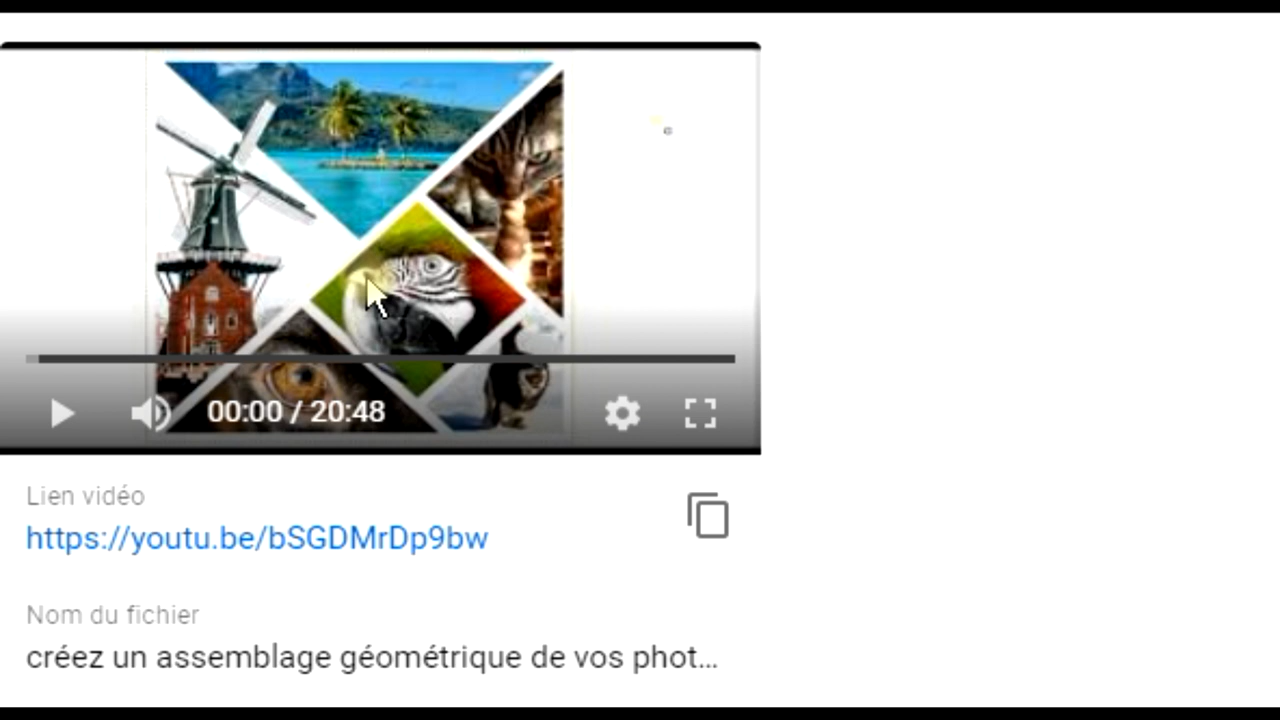 00:00 / 20:48
Lien vidéo
https://youtu.be/bSGDMrDp9bw
Nom du fichier
créez un assemblage géométrique de vos phot...